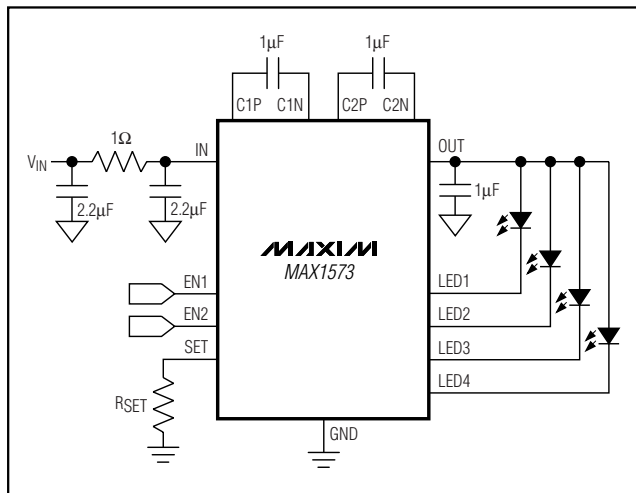 1µF
1µF
C1P C1N C2P C2N
1Ω
VIN
IN
OUT
2.2µF
2.2µF
1µF
MAXIM
MAX1573
EN1
LED1
EN2
LED2
SET
LED3
LED4
RSET
GND